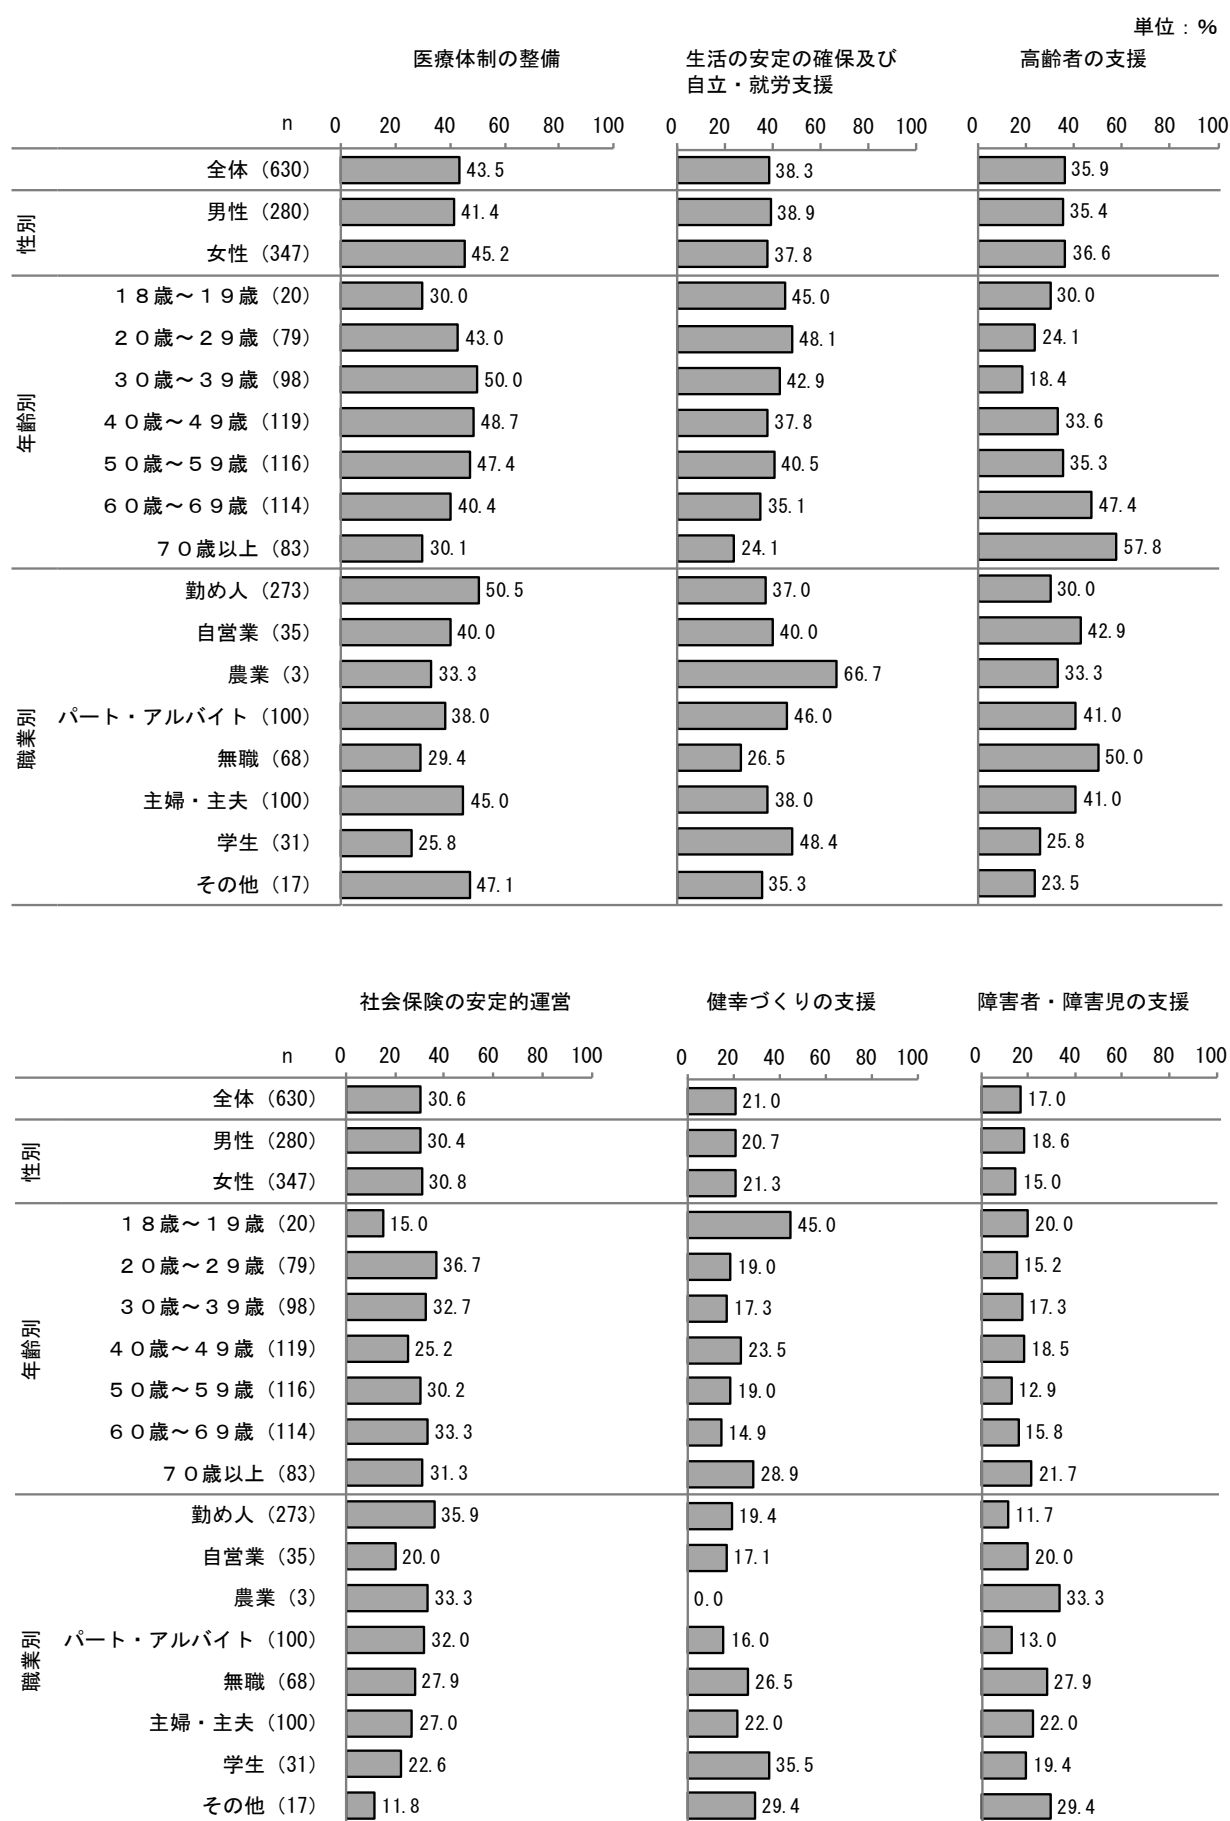 単位：%
医療体制の整備 生活の安定の確保及び 高齢者の支援
自立・就労支援
n 0 20 40 60 80 100 0 20 40 60 80 100 0 20 40 60 80 100
全体（630） 43.5 38.3 35.9
性別
男性（280） 41.4 38.9 35.4
女性（347） 45.2 37.8 36.6
年齢別
１８歳～１９歳（20） 30.0 45.0 30.0
２０歳～２９歳（79） 43.0 48.1 24.1
３０歳～３９歳（98） 50.0 42.9 18.4
４０歳～４９歳（119） 48.7 37.8 33.6
５０歳～５９歳（116） 47.4 40.5 35.3
６０歳～６９歳（114） 40.4 35.1 47.4
７０歳以上（83） 30.1 24.1 57.8
職業別
勤め人（273） 50.5 37.0 30.0
自営業（35） 40.0 40.0 42.9
農業（3） 33.3 66.7 33.3
パート・アルバイト（100） 38.0 46.0 41.0
無職（68） 29.4 26.5 50.0
主婦・主夫（100） 45.0 38.0 41.0
学生（31） 25.8 48.4 25.8
その他（17） 47.1 35.3 23.5
社会保険の安定的運営 健幸づくりの支援 障害者・障害児の支援
n 0 20 40 60 80 100 0 20 40 60 80 100 0 20 40 60 80 100
全体（630） 30.6 21.0 17.0
性別
男性（280） 30.4 20.7 18.6
女性（347） 30.8 21.3 15.0
年齢別
１８歳～１９歳（20） 15.0 45.0 20.0
２０歳～２９歳（79） 36.7 19.0 15.2
３０歳～３９歳（98） 32.7 17.3 17.3
４０歳～４９歳（119） 25.2 23.5 18.5
５０歳～５９歳（116） 30.2 19.0 12.9
６０歳～６９歳（114） 33.3 14.9 15.8
７０歳以上（83） 31.3 28.9 21.7
職業別
勤め人（273） 35.9 19.4 11.7
自営業（35） 20.0 17.1 20.0
農業（3） 33.3 0.0 33.3
パート・アルバイト（100） 32.0 16.0 13.0
無職（68） 27.9 26.5 27.9
主婦・主夫（100） 27.0 22.0 22.0
学生（31） 22.6 35.5 19.4
その他（17） 11.8 29.4 29.4